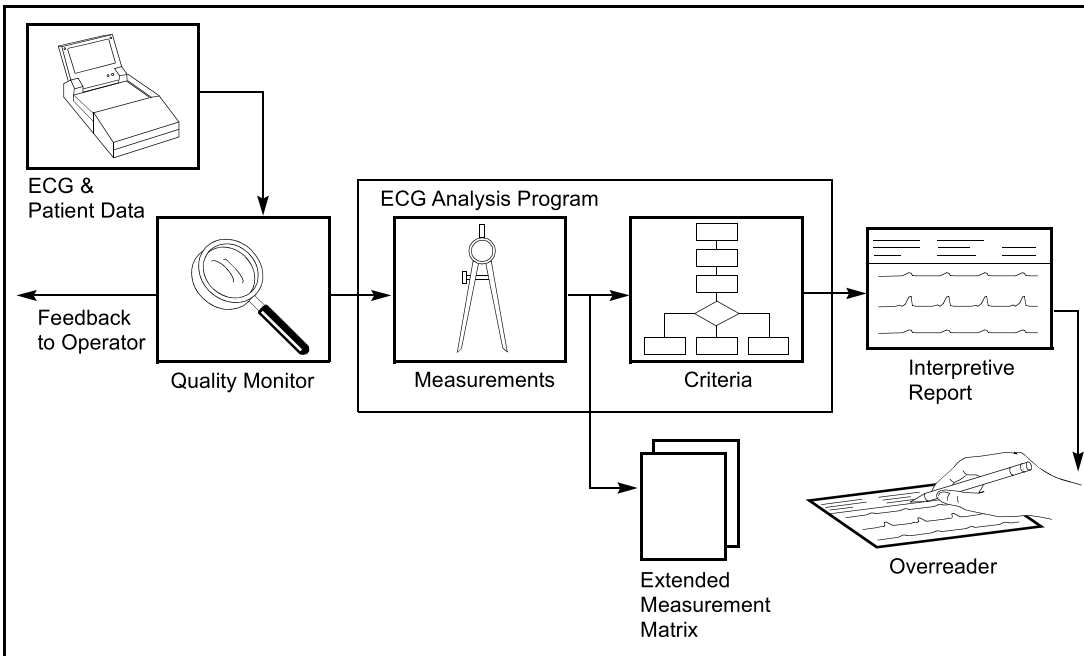 ECG &
Patient Data
ECG Analysis Program
Feedback
to Operator
Quality Monitor
Measurements
Criteria
Interpretive
Report
Extended
Measurement
Matrix
Overreader